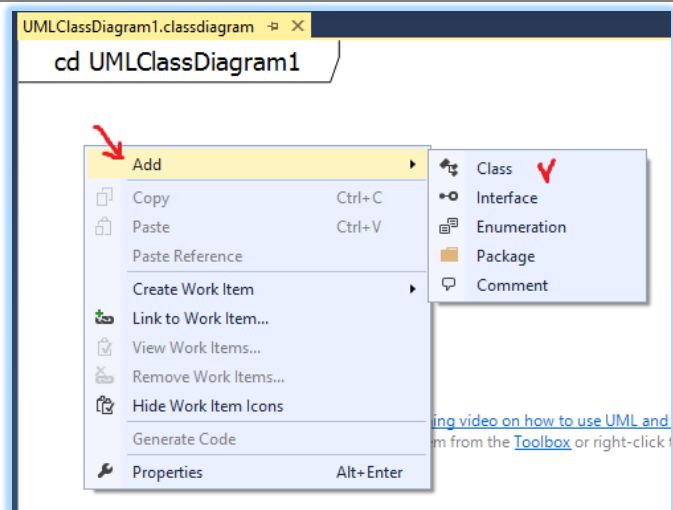 UMLClassDiagram1.classdiagram
cd UMLClassDiagram1
Add
Copy Ctrl+C
Paste Ctrl+V
Paste Reference
Create Work Item
Link to Work Item...
View Work Items...
Remove Work Items...
Hide Work Item Icons
Generate Code
Properties Alt+Enter
Class
Interface
Enumeration
Package
Comment
ing video on how to use UML and
m from the Toolbox or right-click